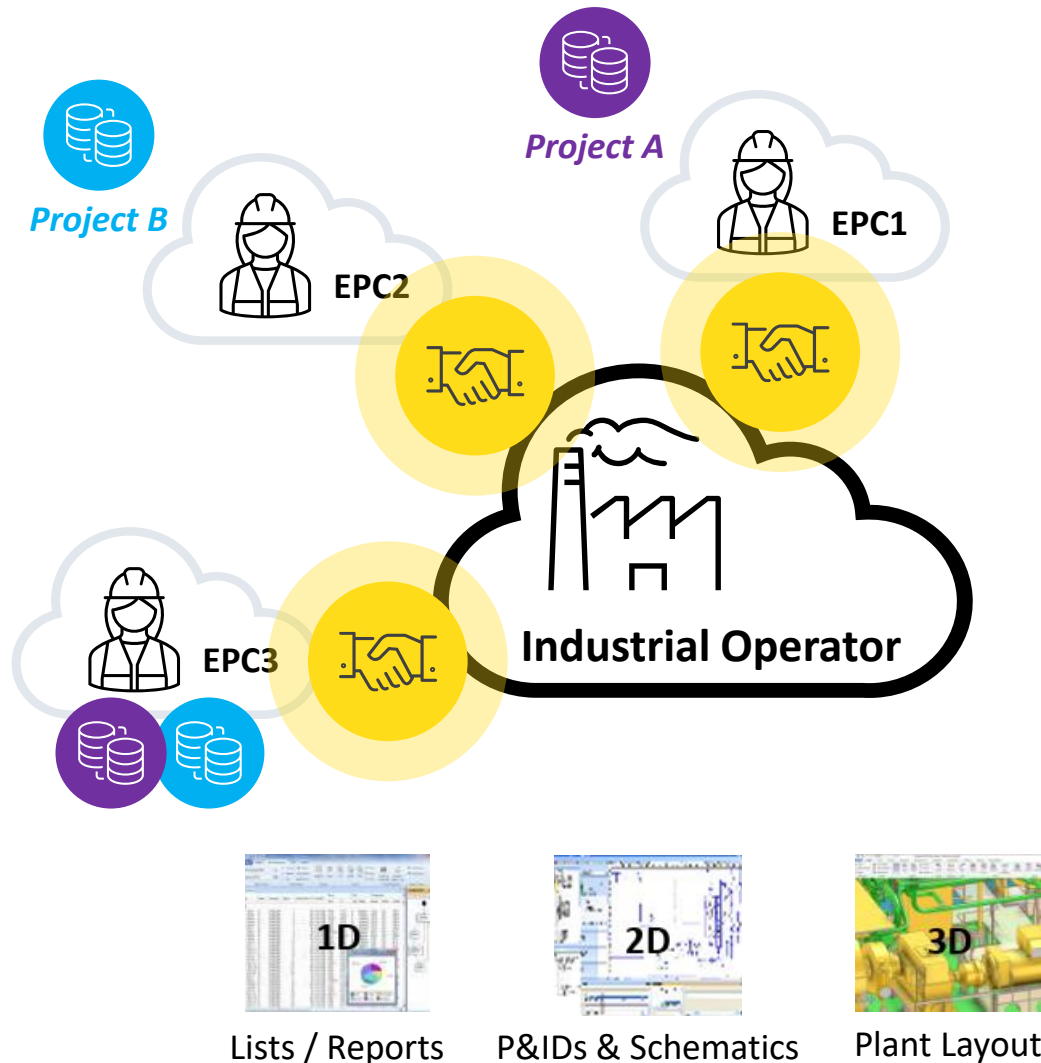 Project A
Project B
EPC1
EPC2
Industrial Operator
EPC3
1D
2D
3D
Lists / Reports
P&IDs & Schematics
Plant Layout